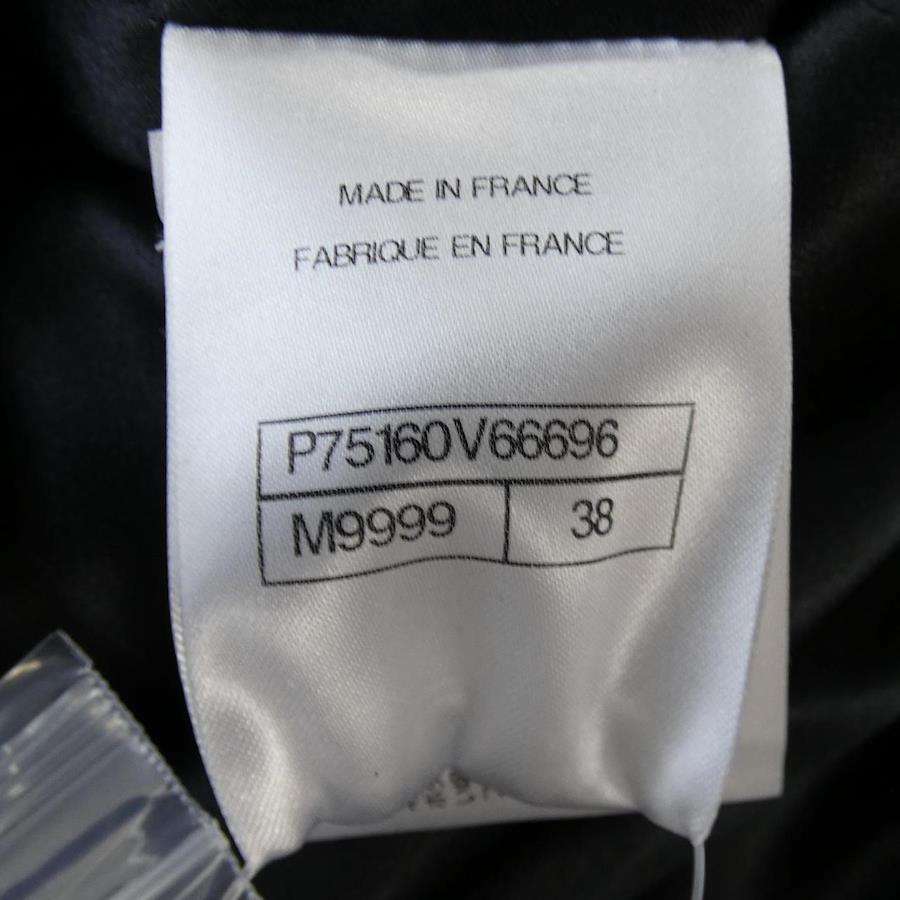 MADE IN FRANCE
FABRIQUE EN FRANCE
P75160V66696
M9999 38